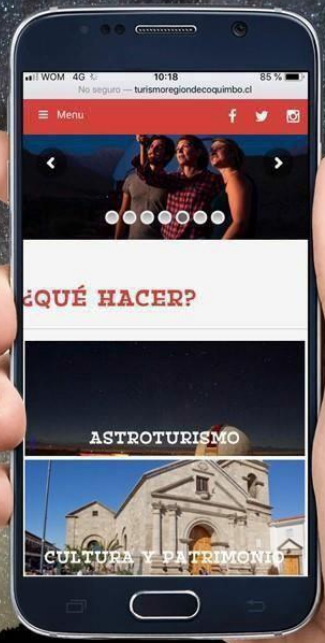 WOM 4G 10:18 85 %
No seguro — turismoregiondecoquimbo.cl
≡ Menu
¿QUÉ HACER?
ASTROTURISMO
CULTURA Y PATRIMONIO